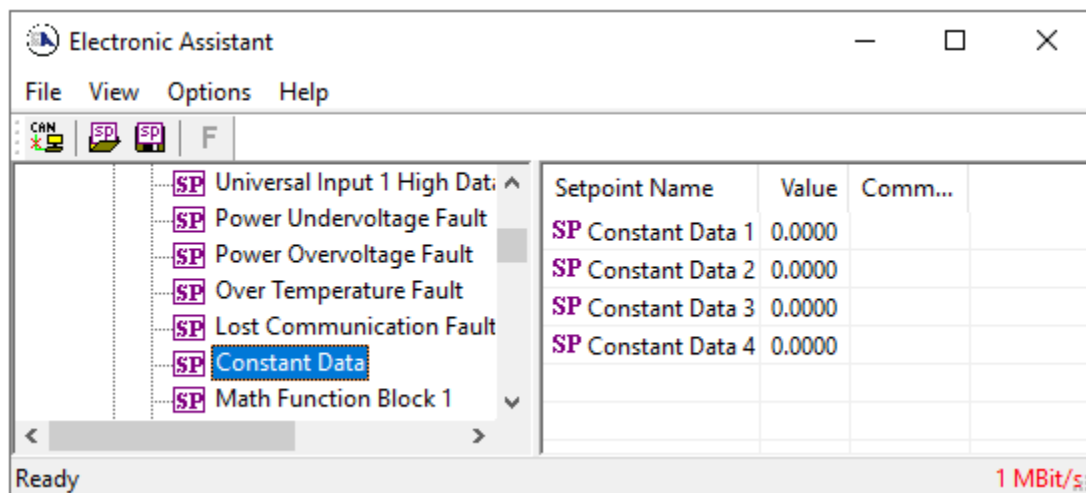 Electronic Assistant
File View Options Help
CAN SP SP F
SP Universal Input 1 High Data
SP Power Undervoltage Fault
SP Power Overvoltage Fault
SP Over Temperature Fault
SP Lost Communication Fault
SP Constant Data
SP Math Function Block 1
Setpoint Name Value Comm...
SP Constant Data 1 0.0000
SP Constant Data 2 0.0000
SP Constant Data 3 0.0000
SP Constant Data 4 0.0000
Ready 1 MBit/s